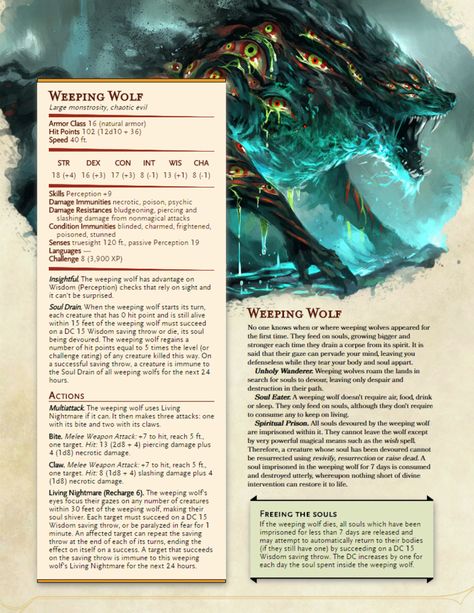 WEEPING WOLF
Large monstrosity, chaotic evil
Armor Class 16 (natural armor)
Hit Points 102 (12d10 + 36)
Speed 40 ft.
STR DEX CON INT WIS CHA
18 (+4) 16 (+3) 17 (+3) 8 (-1) 13 (+1) 8 (-1)
Skills Perception +9
Damage Immunities necrotic, poison, psychic
Damage Resistances bludgeoning, piercing and
slashing damage from nonmagical attacks
Condition Immunities blinded, charmed, frightened,
poisoned, stunned
Senses truesight 120 ft., passive Perception 19
Languages —
Challenge 8 (3,900 XP)
Insightful. The weeping wolf has advantage on
Wisdom (Perception) checks that rely on sight and
it can't be surprised.
Soul Drain. When the weeping wolf starts its turn,
each creature that has 0 hit point and is still alive
within 15 feet of the weeping wolf must succeed
on a DC 15 Wisdom saving throw or die, its soul
being devoured. The weeping wolf regains a
number of hit points equal to 5 times the level (or
challenge rating) of any creature killed this way. On
a successful saving throw, a creature is immune to
the Soul Drain of all weeping wolfs for the next 24
hours.
ACTIONS
Multiattack. The weeping wolf uses Living
Nightmare if it can. It then makes three attacks: one
with its bite and two with its claws.
Bite. Melee Weapon Attack: +7 to hit, reach 5 ft.,
one target. Hit: 13 (2d8 + 4) piercing damage plus
4 (1d8) necrotic damage.
Claw. Melee Weapon Attack: +7 to hit, reach 5 ft.,
one target. Hit: 8 (1d8 + 4) slashing damage plus 4
(1d8) necrotic damage.
Living Nightmare (Recharge 6). The weeping wolf's
eyes focus their gazes on any number of creatures
within 30 feet of the weeping wolf, making their
soul shiver. Each target must succeed on a DC 15
Wisdom saving throw, or be paralyzed in fear for 1
minute. An affected target can repeat the saving
throw at the end of each of its turns, ending the
effect on itself on a success. A target that succeeds
on the saving throw is immune to this weeping
wolf's Living Nightmare for the next 24 hours.
WEEPING WOLF
No one knows when or where weeping wolves appeared for
the first time. They feed on souls, growing bigger and
stronger each time they drain a corpse from its spirit. It is
said that their gaze can pervade your mind, leaving you
defenseless while they tear your body and soul appart.
Unholy Wanderer. Weeping wolves roam the lands in
search for souls to devour, leaving only despair and
destruction in their path.
Soul Eater. A weeping wolf doesn't require air, food, drink
or sleep. They only feed on souls, although they don't require
to consume any to keep on living.
Spiritual Prison. All souls devoured by the weeping wolf
are imprisoned within it. They cannot leave the wolf except
by very powerful magical means such as the wish spell.
Therefore, a creature whose soul has been devoured cannot
be resurrected using revivify, resurrection or raise dead. A
soul imprisoned in the weeping wolf for 7 days is consumed
and destroyed utterly, whereupon nothing short of divine
intervention can restore it to life.
FREEING THE SOULS
If the weeping wolf dies, all souls which have been
imprisoned for less than 7 days are released and
may attempt to automatically return to their bodies
(if they still have one) by succeeding on a DC 15
Wisdom saving throw. The DC increases by one for
each day the soul spent inside the weeping wolf.